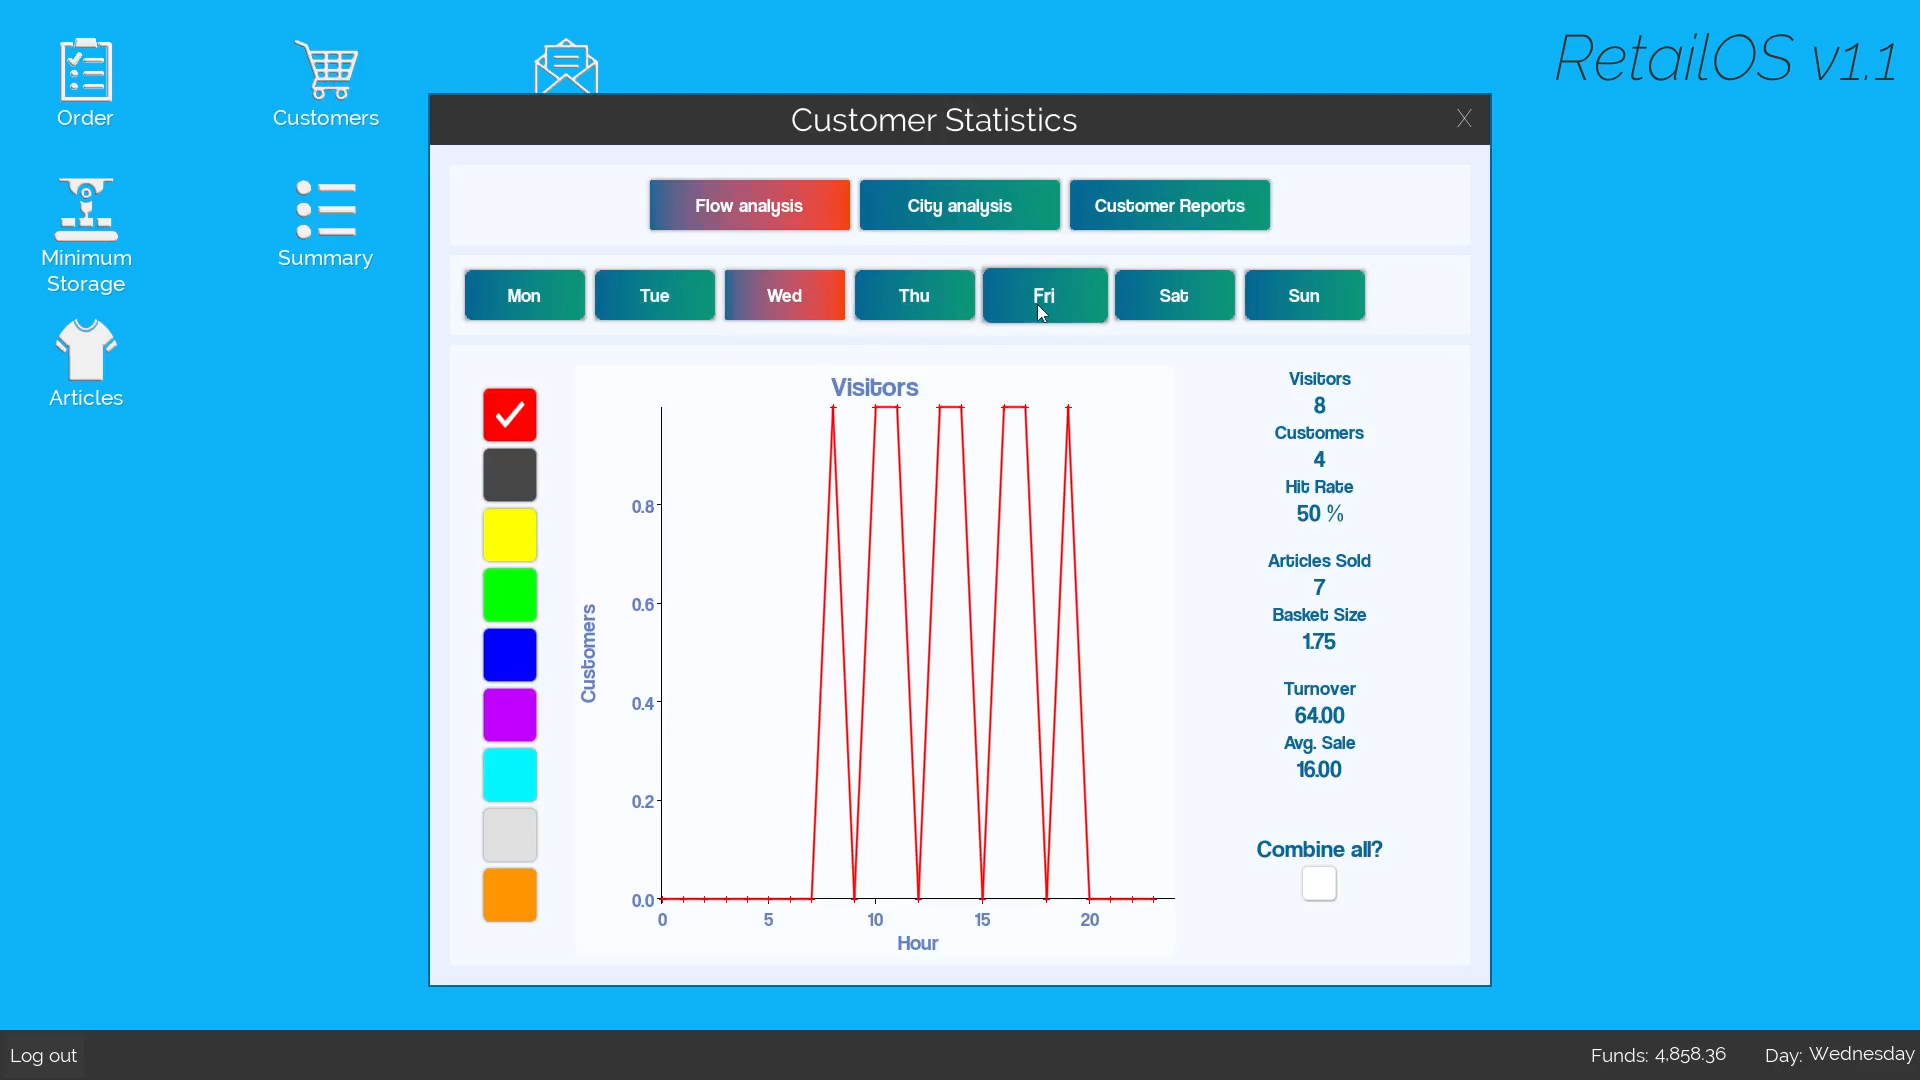 RetailOS v1.1
Order
Customers
Minimum
Storage
Summary
Articles
Customer Statistics
X
Flow analysis
City analysis
Customer Reports
Mon
Tue
Wed
Thu
Fri
Sat
Sun
Visitors
0.8
0.6
0.4
0.2
0.0
Customers
0
5
10
15
20
Hour
Visitors
8
Customers
4
Hit Rate
50 %
Articles Sold
7
Basket Size
1.75
Turnover
64.00
Avg. Sale
16.00
Combine all?
Log out
Funds: 4,858.36
Day: Wednesday